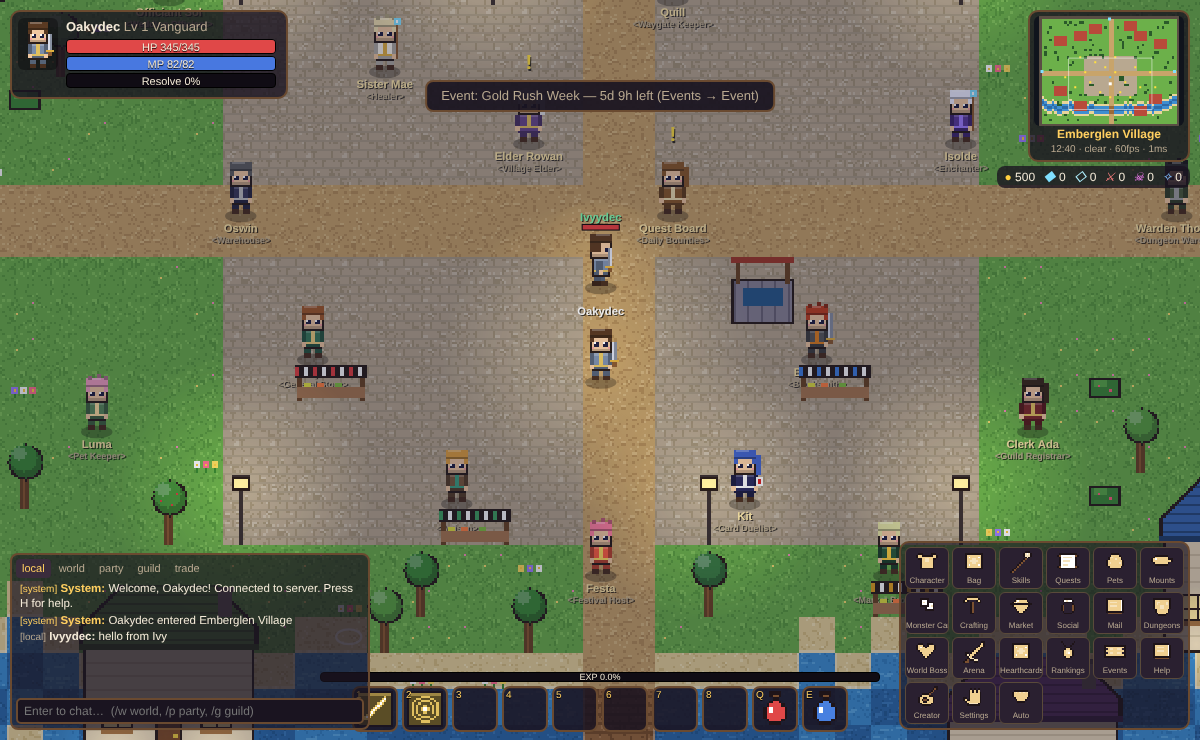 Oakydec Lv 1 Vanguard
HP 345/345
MP 82/82
Resolve 0%
Quill
<Waygate Keeper>
Sister Mae
<Healer>
!
Event: Gold Rush Week — 5d 9h left (Events → Event)
Elder Rowan
<Village Elder>
!
Isolde
<Enchanter>
Emberglen Village
12:40 · clear · 60fps · 1ms
500 0 0 0 0 0
Oswin
<Warehouse>
Ivyydec
Quest Board
<Daily Bounties>
Warden Tho
<Dungeon War
Oakydec
Luma
<Pet Keeper>
Clerk Ada
<Guild Registrar>
Kit
<Card Duelist>
Festa
<Festival Host>
local world party guild trade
[system] System: Welcome, Oakydec! Connected to server. Press
H for help.
[system] System: Oakydec entered Emberglen Village
[local] Ivyydec: hello from Ivy
Enter to chat… (/w world, /p party, /g guild)
EXP 0.0%
2 3 4 5 6 7 8 Q E
Character Bag Skills Quests Pets Mounts
Monster Ca Crafting Market Social Mail Dungeons
World Boss Arena Hearthcards Rankings Events Help
Creator Settings Auto